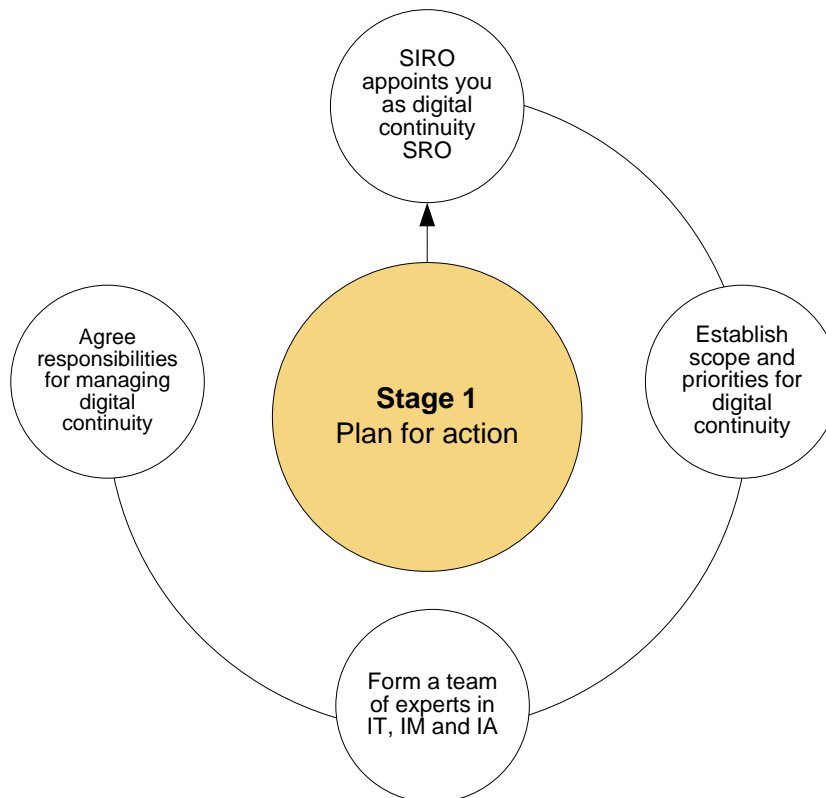 SIRO
appoints you
as digital
continuity
SRO
Establish
scope and
priorities for
digital
continuity
Form a team
of experts in
IT, IM and IA
Agree
responsibilities
for managing
digital
continuity
Stage 1
Plan for action